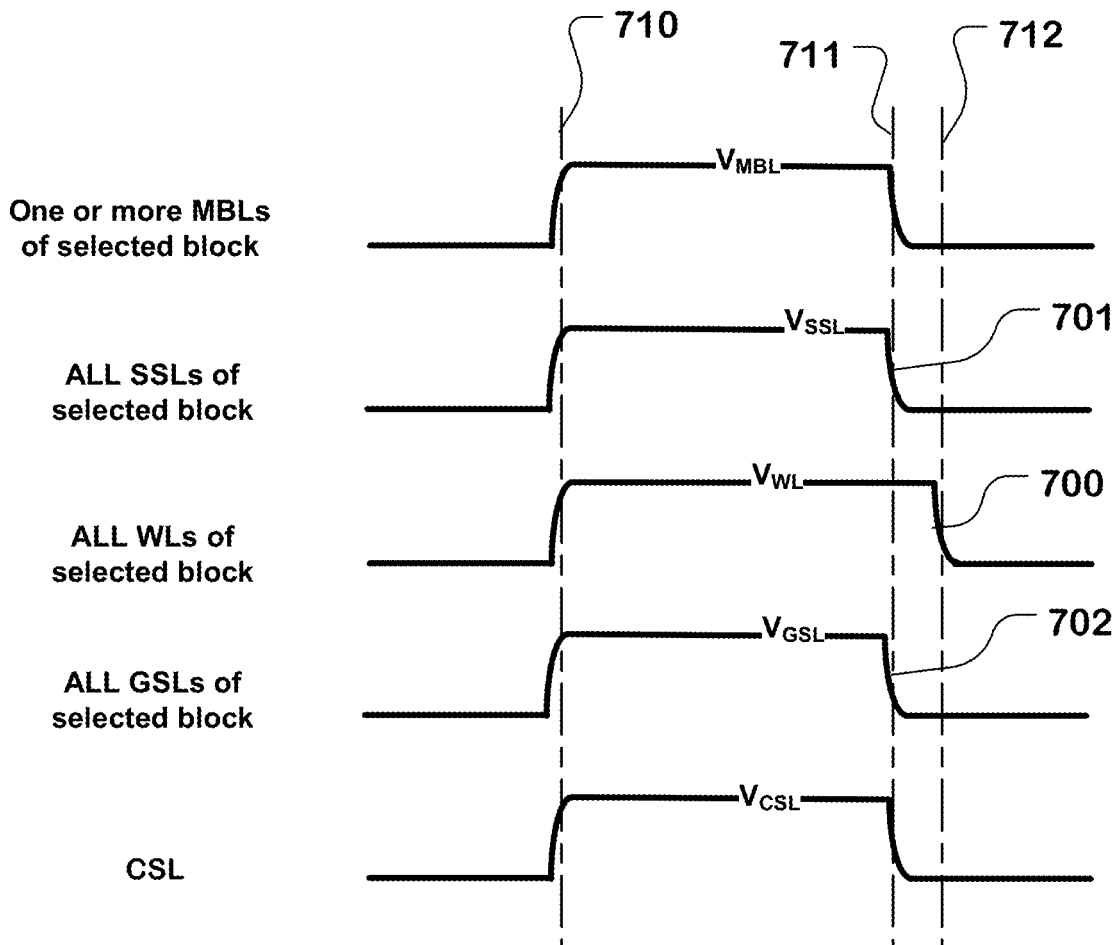 710
711
712
VMBL
One or more MBLs
of selected block
VSSL
701
ALL SSLs of
selected block
VWL
700
ALL WLs of
selected block
VGSL
702
ALL GSLs of
selected block
VCSL
CSL